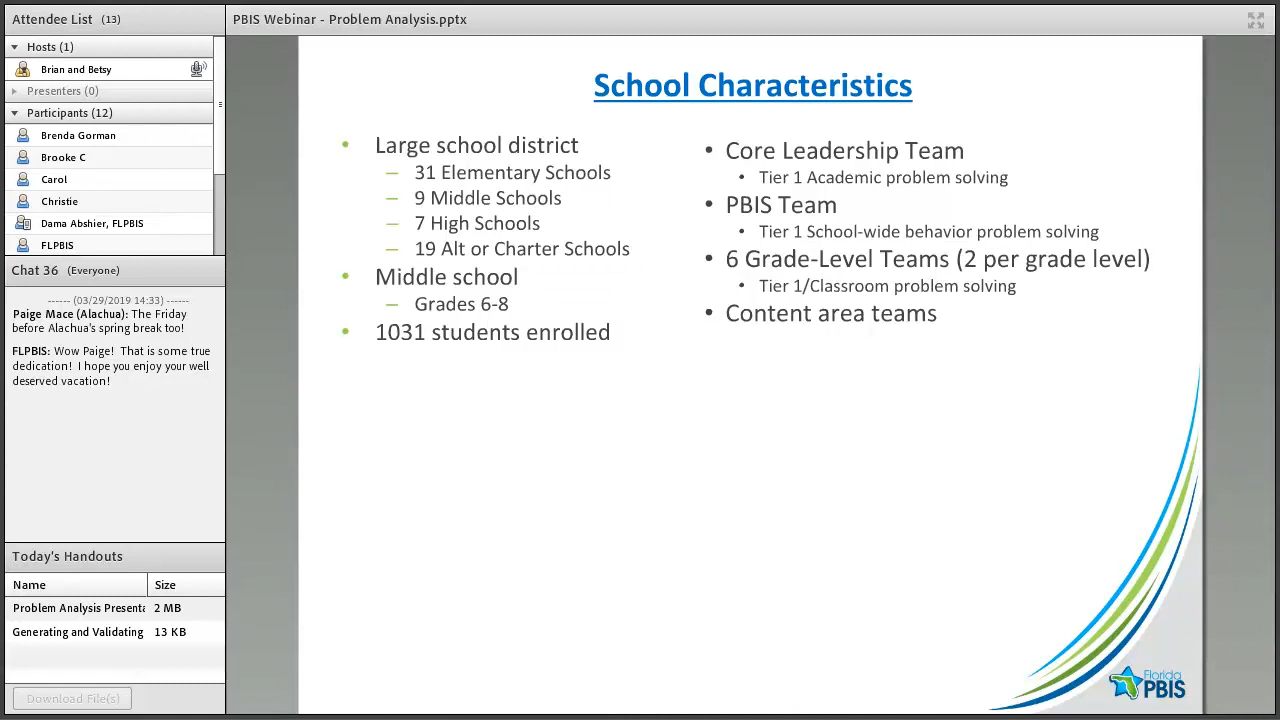 Attendee List (13)
Hosts (1)
Brian and Betsy
Presenters (0)
Participants (12)
Brenda Gorman
Brooke C
Carol
Christie
Dama Abshier, FLPBIS
FLPBIS
Chat 36 (Everyone)
------ (03/29/2019 14:33) ------
Paige Mace (Alachua): The Friday
before Alachua's spring break too!
FLPBIS: Wow Paige! That is some true
dedication! I hope you enjoy your well
deserved vacation!
Today's Handouts
Name Size
Problem Analysis Presenta 2 MB
Generating and Validating 13 KB
Download File(s)
PBIS Webinar - Problem Analysis.pptx
School Characteristics
• Large school district
– 31 Elementary Schools
– 9 Middle Schools
– 7 High Schools
– 19 Alt or Charter Schools
• Middle school
– Grades 6-8
• 1031 students enrolled
• Core Leadership Team
• Tier 1 Academic problem solving
• PBIS Team
• Tier 1 School-wide behavior problem solving
• 6 Grade-Level Teams (2 per grade level)
• Tier 1/Classroom problem solving
• Content area teams
Florida
PBIS